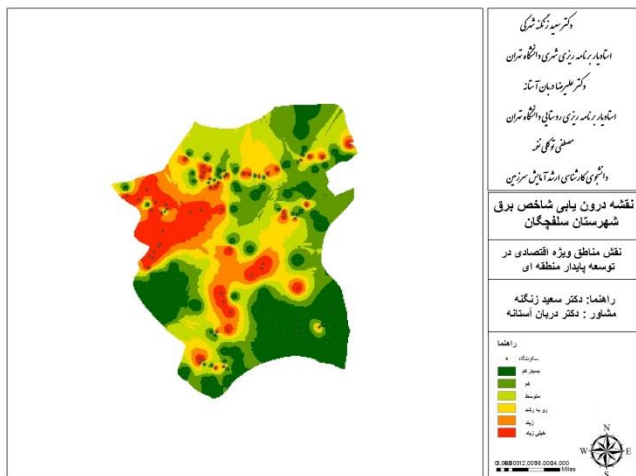 دکتر سعید زنگنه شهرکی
استادیار برنامه ریزی شهری دانشگاه تهران
دکتر علیرضا دربان آستانه
استادیار برنامه ریزی روستایی دانشگاه تهران
مصطفی توکلی نغمه
دانشجوی کارشناسی ارشد آمایش سرزمین
نقشه درون یابی شاخص برق
شهرستان سلفچگان
نقش مناطق ویژه اقتصادی در
توسعه پایدار منطقه ای
راهنما: دکتر سعید زنگنه
مشاور : دکتر دربان آستانه
راهنما
سکونتگاه
بسیار کم
کم
متوسط
رو به رشد
زیاد
خیلی زیاد
N
W E
S
Miles